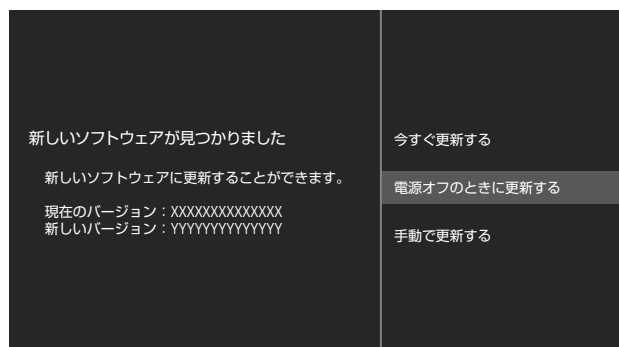 新しいソフトウェアが見つかりました
新しいソフトウェアに更新することができます。
現在のバージョン：XXXXXXXXXXXXXX
新しいバージョン：YYYYYYYYYYYYYY
今すぐ更新する
電源オフのときに更新する
手動で更新する